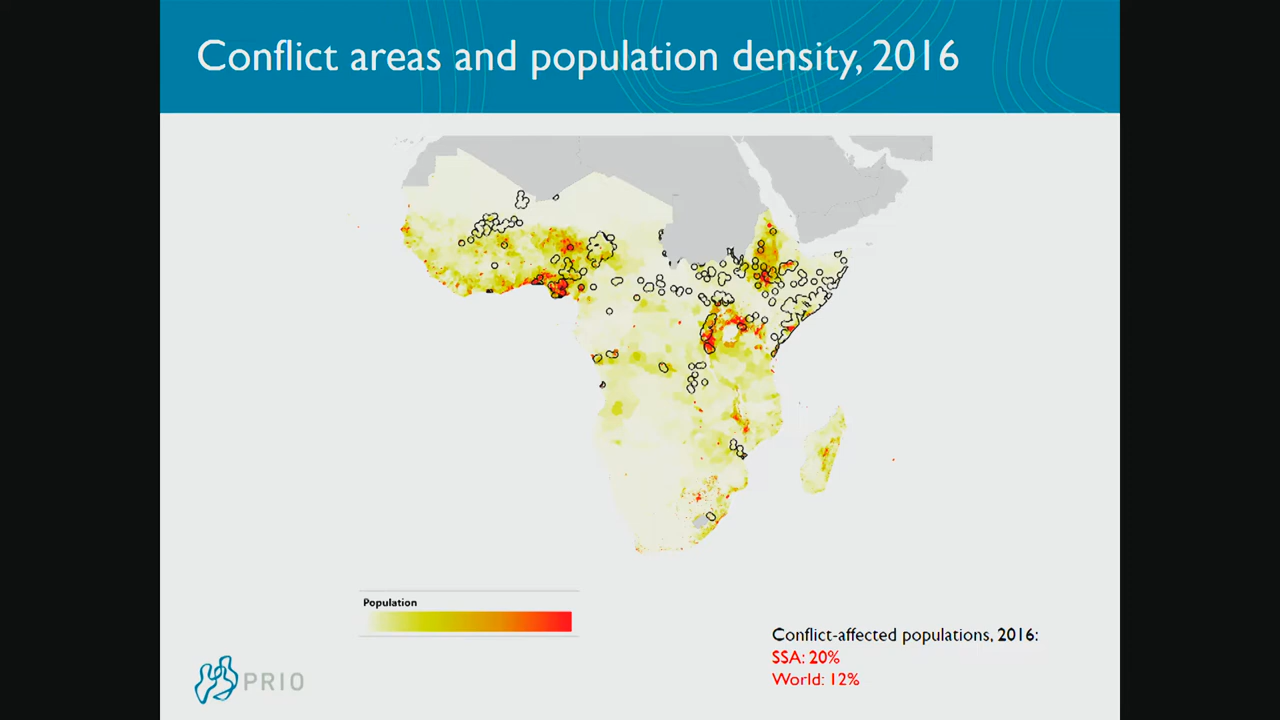 Conflict areas and population density, 2016
Population
Conflict-affected populations, 2016:
SSA: 20%
World: 12%
PRIO